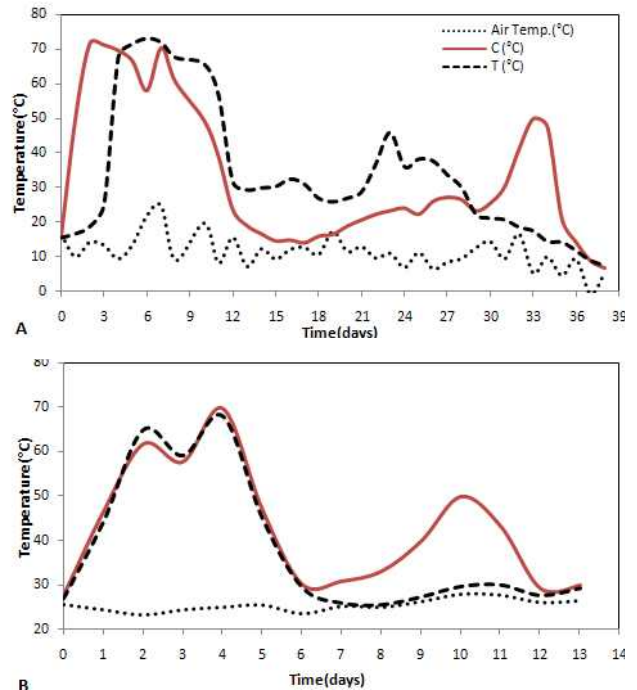 80
70
60
50
40
30
20
10
0
Temperature(°C)
Air Temp.(°C)
C (°C)
T (°C)
0 3 6 9 12 15 18 21 24 27 30 33 36 39
Time(days)
A
80
70
60
50
40
30
20
Temperature(°C)
0 1 2 3 4 5 6 7 8 9 10 11 12 13 14
Time(days)
B